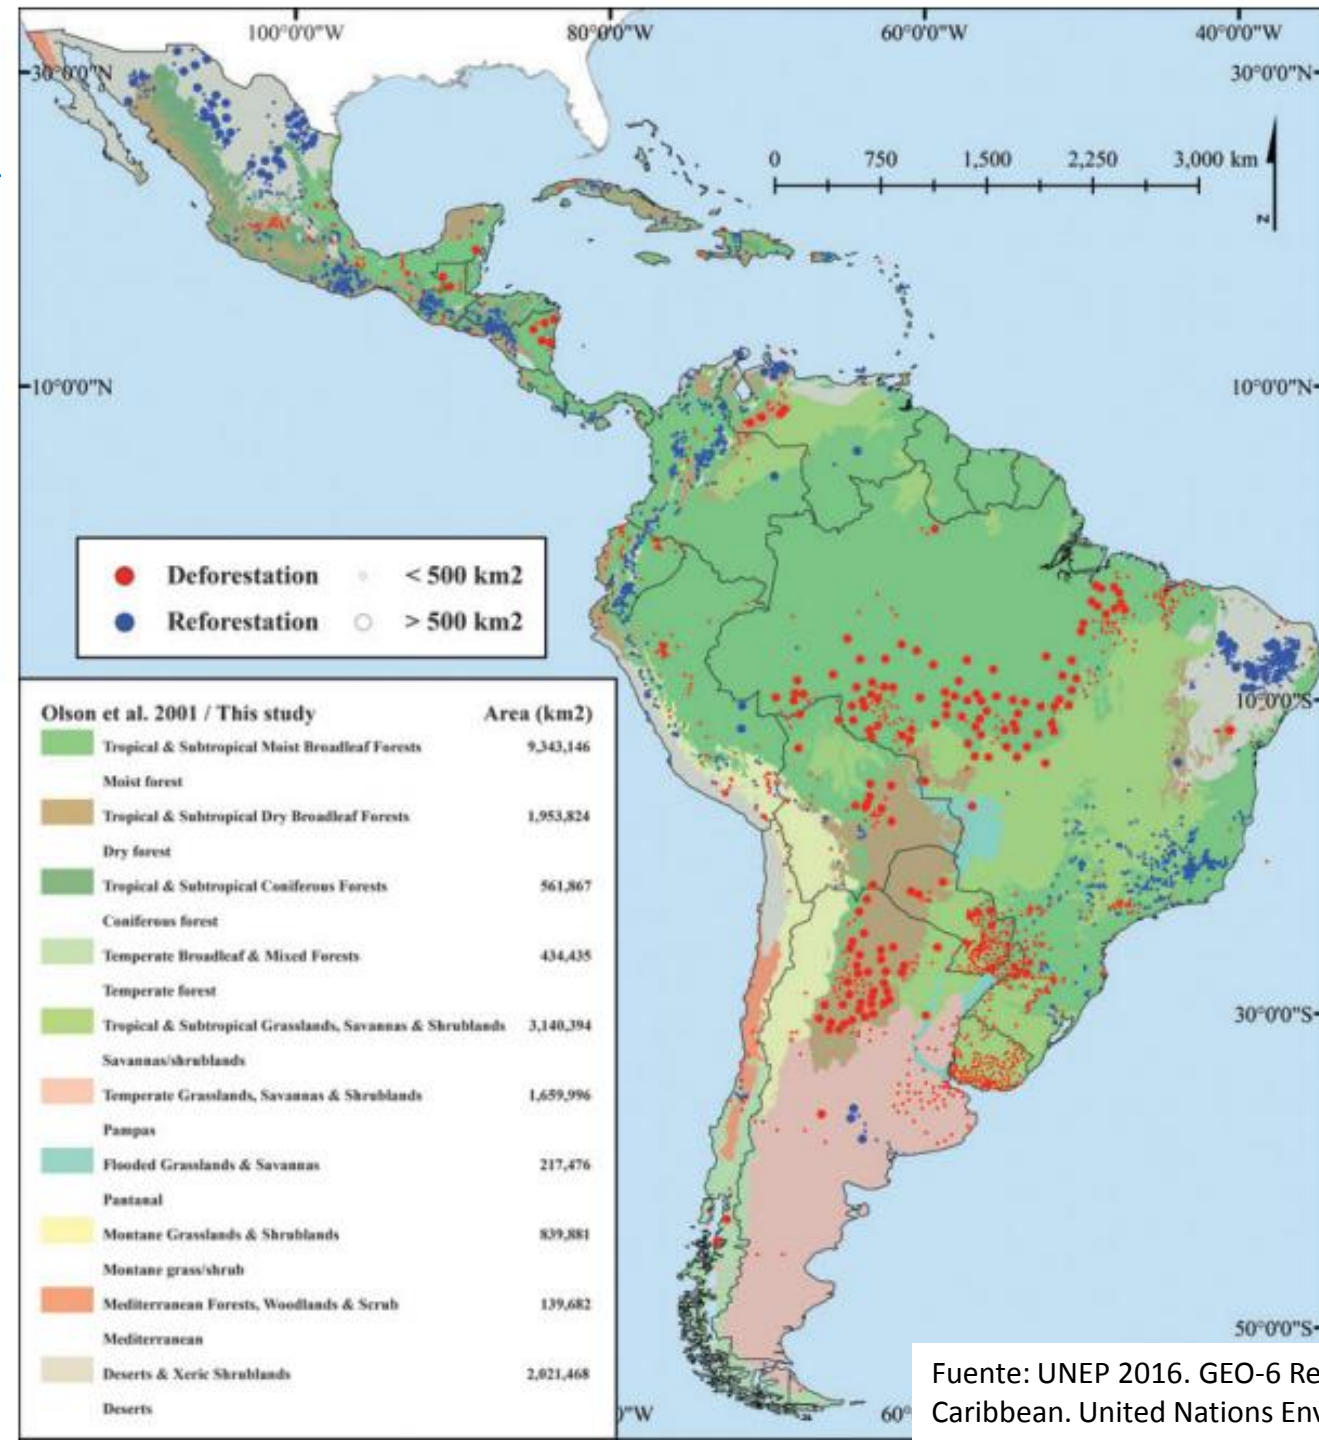 100°0'0"W 80°0'0"W 60°0'0"W 40°0'0"W
30°0'0"N 30°0'0"N
0 750 1,500 2,250 3,000 km
N
10°0'0"N 10°0'0"N
Deforestation < 500 km2
Reforestation > 500 km2
Olson et al. 2001 / This study Area (km2)
Tropical & Subtropical Moist Broadleaf Forests 9,343,146
Moist forest
Tropical & Subtropical Dry Broadleaf Forests 1,953,824
Dry forest
Tropical & Subtropical Coniferous Forests 561,867
Coniferous forest
Temperate Broadleaf & Mixed Forests 434,435
Temperate forest
Tropical & Subtropical Grasslands, Savannas & Shrublands 3,140,394
Savannas/shrublands
Temperate Grasslands, Savannas & Shrublands 1,659,996
Pampas
Flooded Grasslands & Savannas 217,476
Pantanal
Montane Grasslands & Shrublands 839,881
Montane grass/shrub
Mediterranean Forests, Woodlands & Scrub 139,682
Mediterranean
Deserts & Xeric Shrublands 2,021,468
Deserts
10°0'0"S
30°0'0"S
50°0'0"S
0"W 60°
Fuente: UNEP 2016. GEO-6 Re
Caribbean. United Nations Env